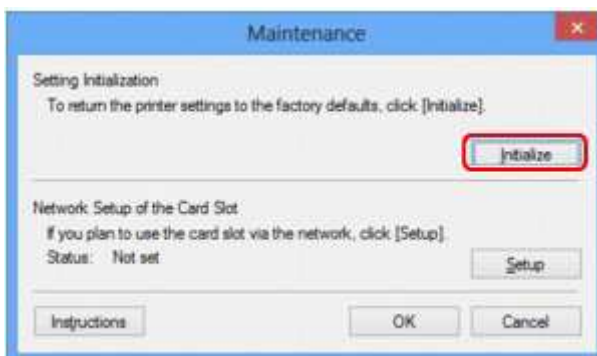 Maintenance
Setting Initialization
To return the printer settings to the factory defaults, click [Initialize].
Initialize
Network Setup of the Card Slot
If you plan to use the card slot via the network, click [Setup].
Status: Not set
Setup
Instructions OK Cancel